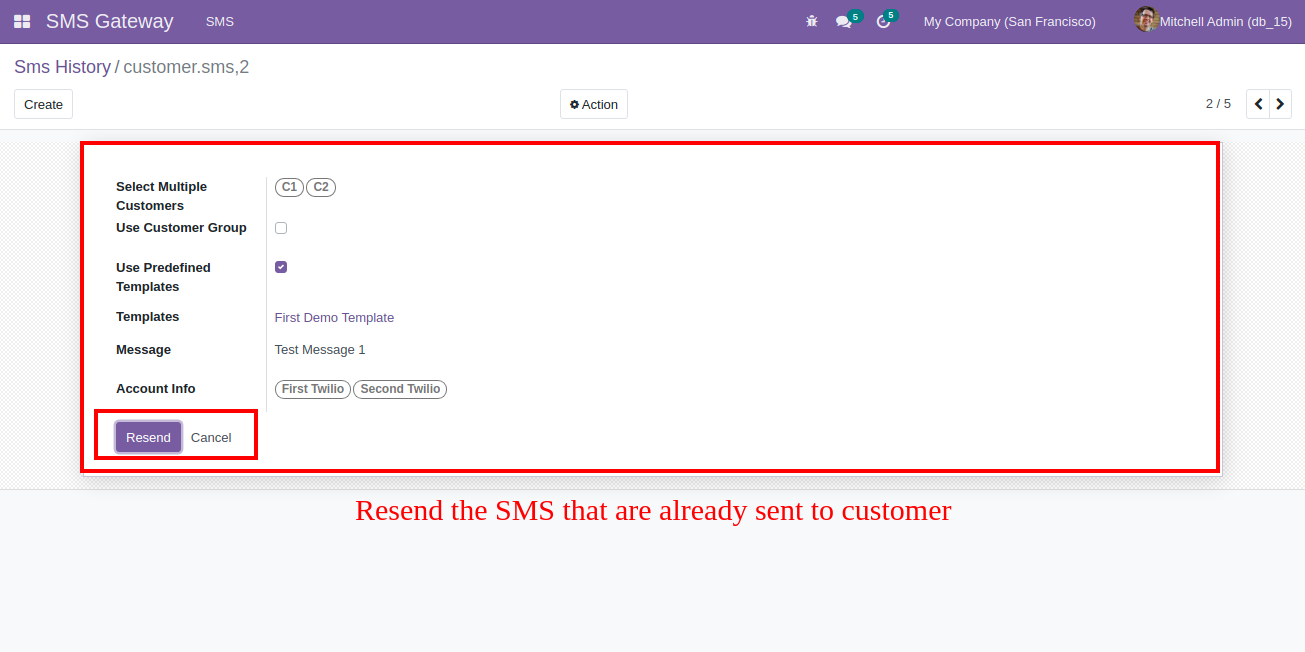 SMS Gateway SMS 5 5 My Company (San Francisco) Mitchell Admin (db_15)
Sms History / customer.sms,2
Create Action 2 / 5
Select Multiple C1 C2
Customers
Use Customer Group
Use Predefined
Templates
Templates First Demo Template
Message Test Message 1
Account Info First Twilio Second Twilio
Resend Cancel
Resend the SMS that are already sent to customer